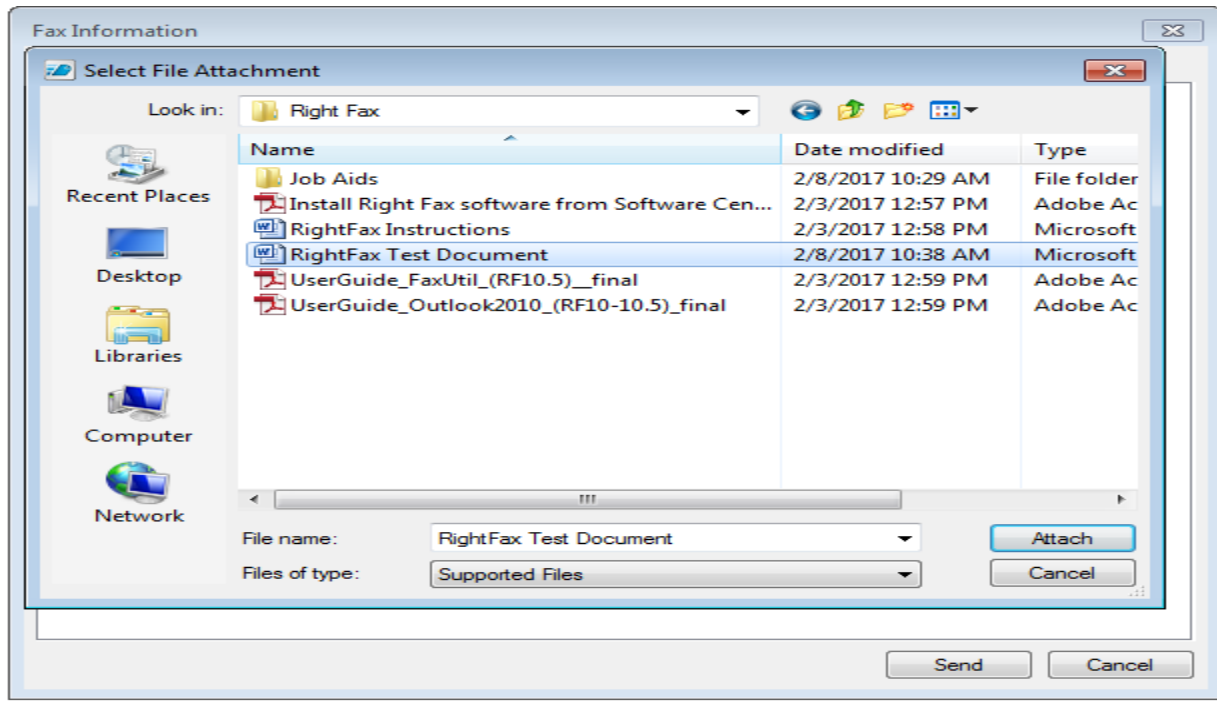 Fax Information
Select File Attachment
Look in: Right Fax
Name Date modified Type
Job Aids 2/8/2017 10:29 AM File folder
Install Right Fax software from Software Cen... 2/3/2017 12:57 PM Adobe Ac
RightFax Instructions 2/3/2017 12:58 PM Microsoft
RightFax Test Document 2/8/2017 10:38 AM Microsoft
UserGuide_FaxUtil_(RF10.5)__final 2/3/2017 12:59 PM Adobe Ac
UserGuide_Outlook2010_(RF10-10.5)_final 2/3/2017 12:59 PM Adobe Ac
Recent Places
Desktop
Libraries
Computer
Network
File name: RightFax Test Document Attach
Files of type: Supported Files Cancel
Send Cancel